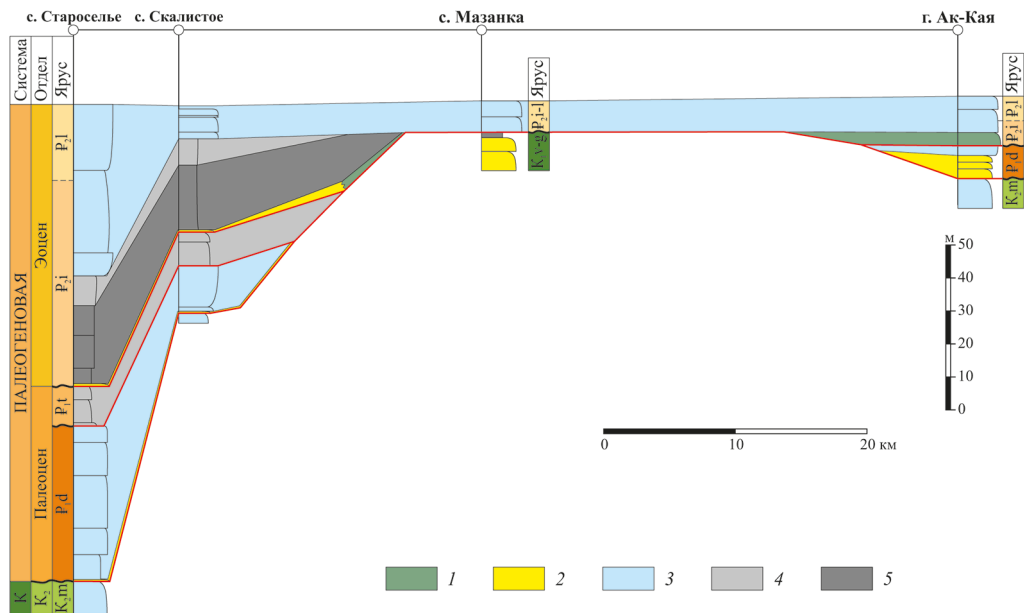 с. Староселье
с. Скалистое
с. Мазанка
г. Ак-Кая
Система
Отдел
Ярус
ПАЛЕОГЕНОВАЯ
Эоцен
Палеоцен
P₂l
P₂i
P₁t
P₁d
K
K₂
K₂m
Ярус
P₂i-l
K₁v-g
Ярус
P₂l
P₂i
P₁d
K₂m
м
50
40
30
20
10
0
0 10 20 км
1 2 3 4 5